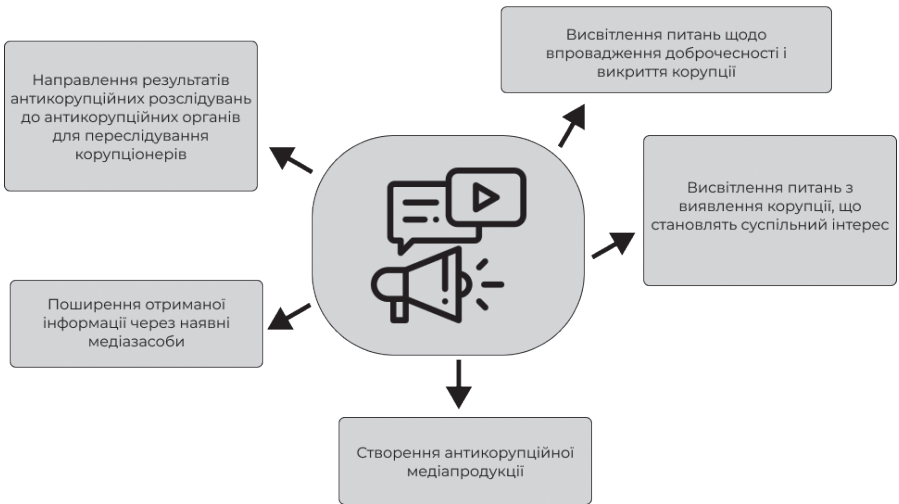 Висвітлення питань щодо
впровадження доброчесності і
викриття корупції
Направлення результатів
антикорупційних розслідувань
до антикорупційних органів
для переслідування
корупціонерів
Висвітлення питань з
виявлення корупції, що
становлять суспільний інтерес
Поширення отриманої
інформації через наявні
медіазасоби
Створення антикорупційної
медіапродукції